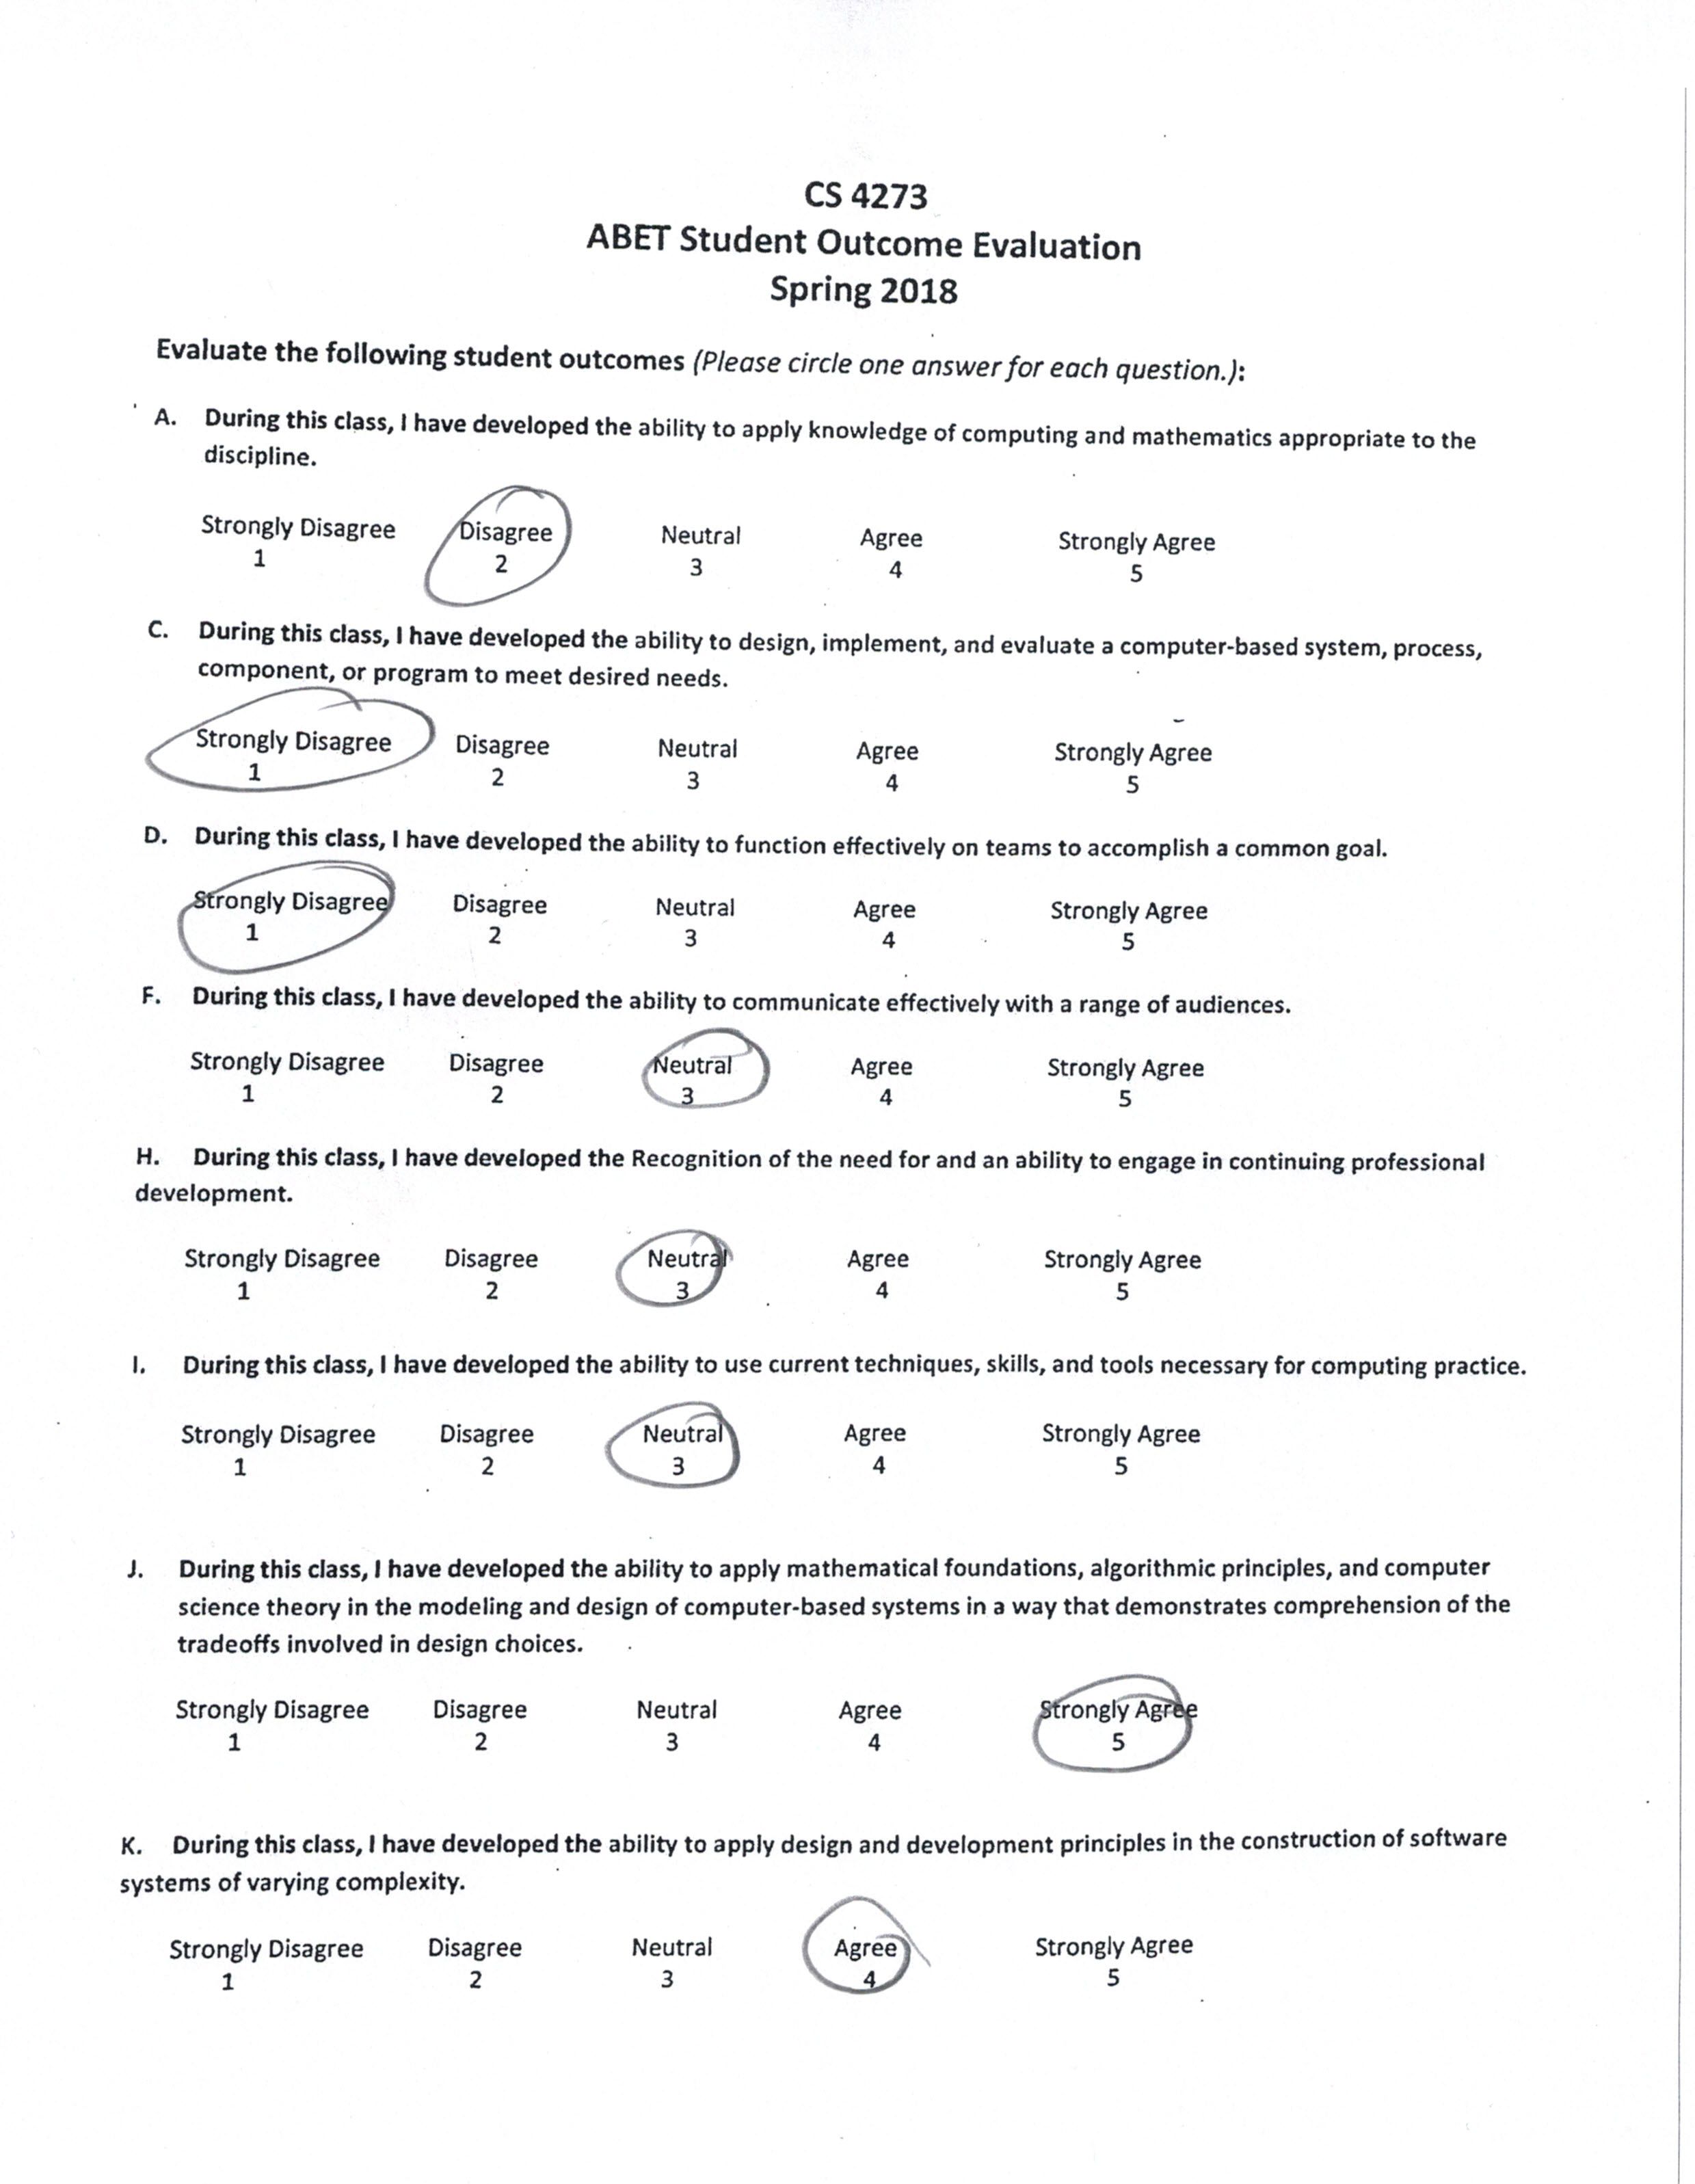 CS 4273
ABET Student Outcome Evaluation
Spring 2018
Evaluate the following student outcomes (Please circle one answer for each question.):
A. During this class, I have developed the ability to apply knowledge of computing and mathematics appropriate to the
discipline.
Strongly Disagree Disagree Neutral Agree Strongly Agree
1 2 3 4 5
C. During this class, I have developed the ability to design, implement, and evaluate a computer-based system, process,
component, or program to meet desired needs.
Strongly Disagree Disagree Neutral Agree Strongly Agree
1 2 3 4 5
D. During this class, I have developed the ability to function effectively on teams to accomplish a common goal.
Strongly Disagree Disagree Neutral Agree Strongly Agree
1 2 3 4 5
F. During this class, I have developed the ability to communicate effectively with a range of audiences.
Strongly Disagree Disagree Neutral Agree Strongly Agree
1 2 3 4 5
H. During this class, I have developed the Recognition of the need for and an ability to engage in continuing professional
development.
Strongly Disagree Disagree Neutral Agree Strongly Agree
1 2 3 4 5
I. During this class, I have developed the ability to use current techniques, skills, and tools necessary for computing practice.
Strongly Disagree Disagree Neutral Agree Strongly Agree
1 2 3 4 5
J. During this class, I have developed the ability to apply mathematical foundations, algorithmic principles, and computer
science theory in the modeling and design of computer-based systems in a way that demonstrates comprehension of the
tradeoffs involved in design choices.
Strongly Disagree Disagree Neutral Agree Strongly Agree
1 2 3 4 5
K. During this class, I have developed the ability to apply design and development principles in the construction of software
systems of varying complexity.
Strongly Disagree Disagree Neutral Agree Strongly Agree
1 2 3 4 5